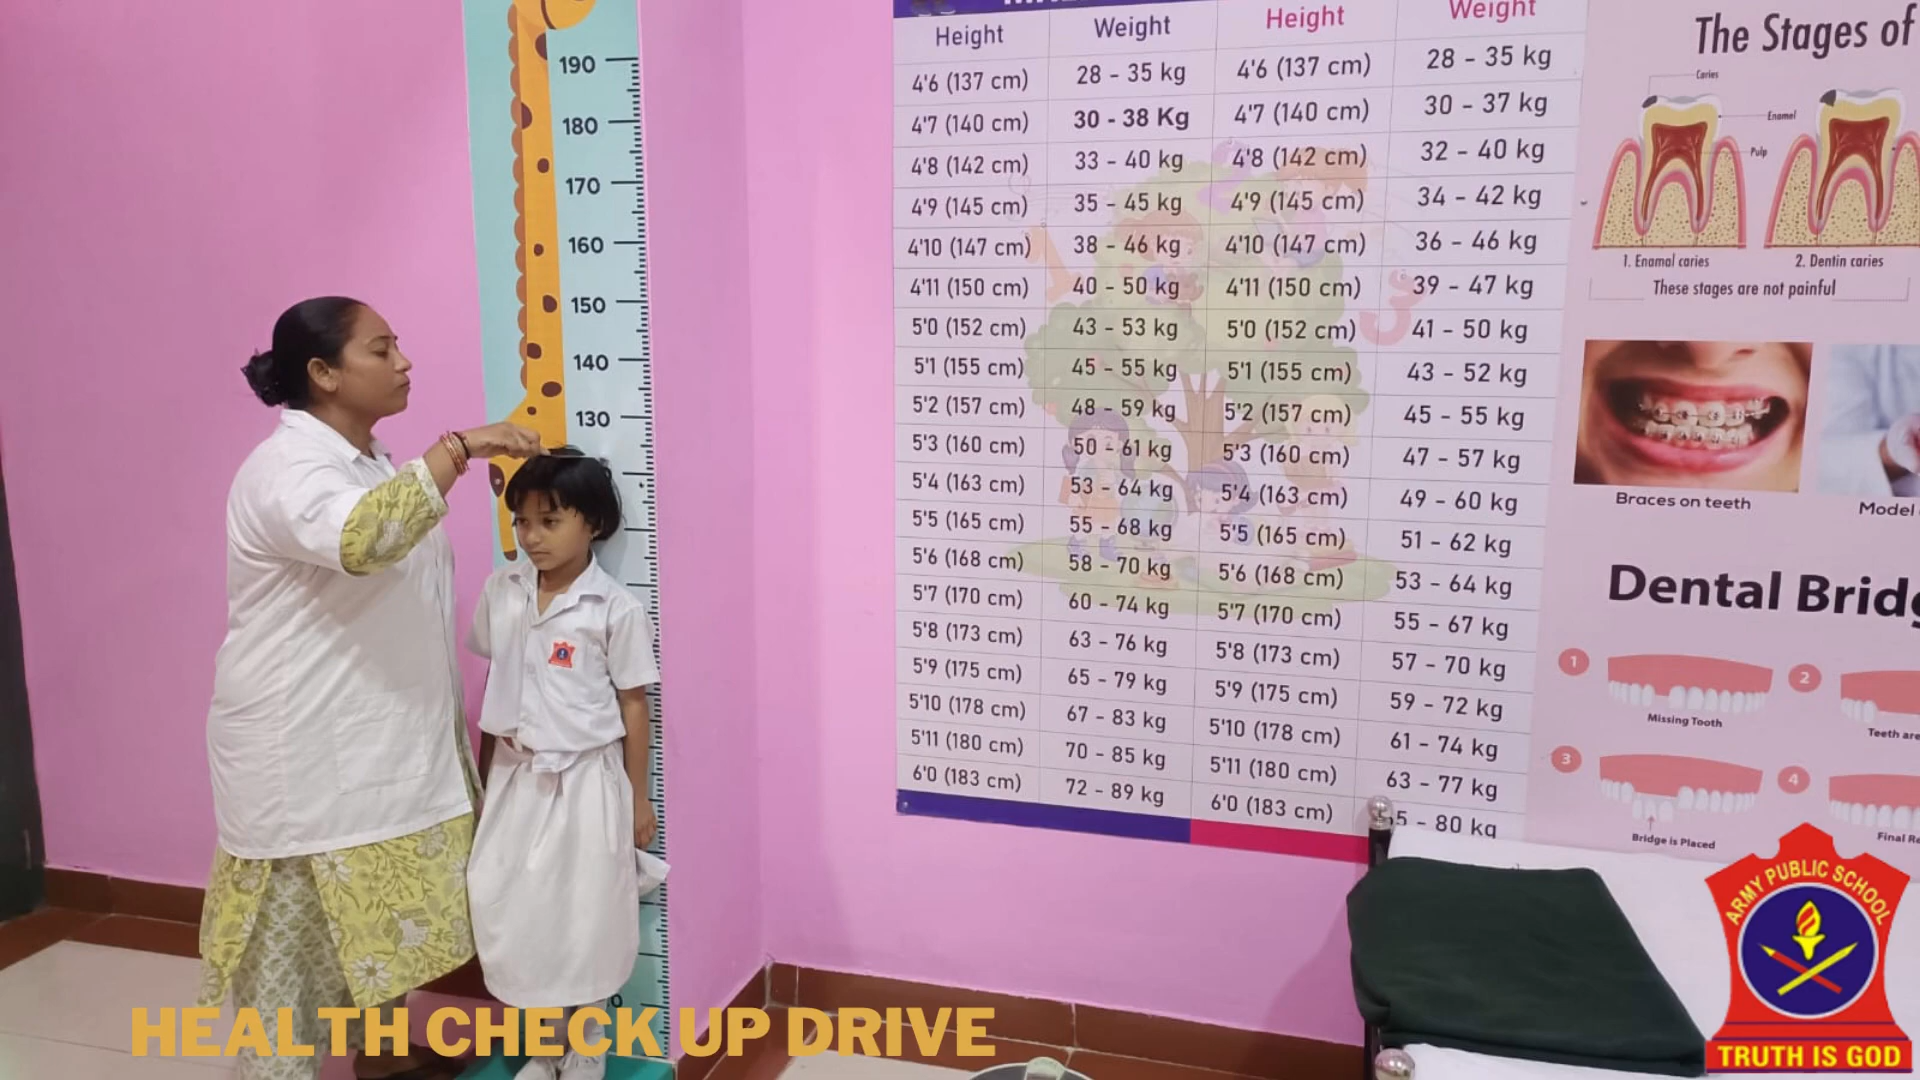 190
180
170
160
150
140
130
Height Weight Height Weight
4'6 (137 cm) 28 - 35 kg 4'6 (137 cm) 28 - 35 kg
4'7 (140 cm) 30 - 38 Kg 4'7 (140 cm) 30 - 37 kg
4'8 (142 cm) 33 - 40 kg 4'8 (142 cm) 32 - 40 kg
4'9 (145 cm) 35 - 45 kg 4'9 (145 cm) 34 - 42 kg
4'10 (147 cm) 38 - 46 kg 4'10 (147 cm) 36 - 46 kg
4'11 (150 cm) 40 - 50 kg 4'11 (150 cm) 39 - 47 kg
5'0 (152 cm) 43 - 53 kg 5'0 (152 cm) 41 - 50 kg
5'1 (155 cm) 45 - 55 kg 5'1 (155 cm) 43 - 52 kg
5'2 (157 cm) 48 - 59 kg 5'2 (157 cm) 45 - 55 kg
5'3 (160 cm) 50 - 61 kg 5'3 (160 cm) 47 - 57 kg
5'4 (163 cm) 53 - 64 kg 5'4 (163 cm) 49 - 60 kg
5'5 (165 cm) 55 - 68 kg 5'5 (165 cm) 51 - 62 kg
5'6 (168 cm) 58 - 70 kg 5'6 (168 cm) 53 - 64 kg
5'7 (170 cm) 60 - 74 kg 5'7 (170 cm) 55 - 67 kg
5'8 (173 cm) 63 - 76 kg 5'8 (173 cm) 57 - 70 kg
5'9 (175 cm) 65 - 79 kg 5'9 (175 cm) 59 - 72 kg
5'10 (178 cm) 67 - 83 kg 5'10 (178 cm) 61 - 74 kg
5'11 (180 cm) 70 - 85 kg 5'11 (180 cm) 63 - 77 kg
6'0 (183 cm) 72 - 89 kg 6'0 (183 cm) 5 - 80 kg
The Stages of
Caries
Enamel
Pulp
1. Enamal caries 2. Dentin caries
These stages are not painful
Braces on teeth Model
Dental Bridg
1 2
Missing Tooth Teeth are
3 4
Bridge is Placed Final Re
ARMY PUBLIC SCHOOL
TRUTH IS GOD
HEALTH CHECK UP DRIVE